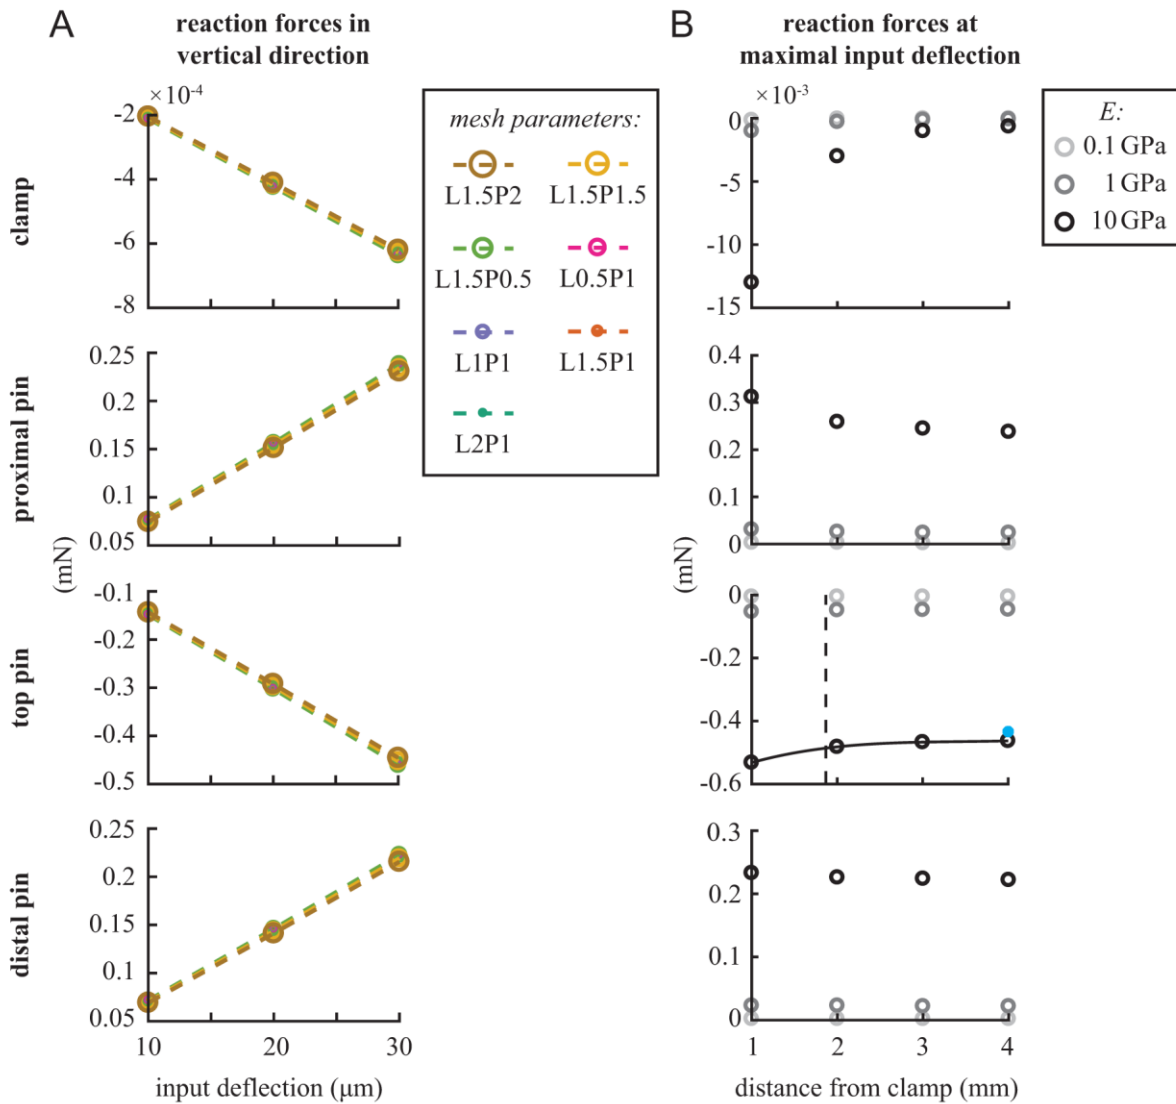 A
reaction forces in
vertical direction
B
reaction forces at
maximal input deflection
×10⁻⁴
-2
-4
-6
-8
clamp
mesh parameters:
L1.5P2
L1.5P1.5
L1.5P0.5
L0.5P1
L1P1
L1.5P1
L2P1
×10⁻³
0
-5
-10
-15
E:
0.1 GPa
1 GPa
10 GPa
0.25
0.2
0.15
0.1
0.05
proximal pin
0.4
0.3
0.2
0.1
0
(mN)
(mN)
-0.1
-0.2
-0.3
-0.4
-0.5
top pin
0
-0.2
-0.4
-0.6
0.25
0.2
0.15
0.1
0.05
distal pin
10
20
30
input deflection (μm)
0.3
0.2
0.1
0
1
2
3
4
distance from clamp (mm)